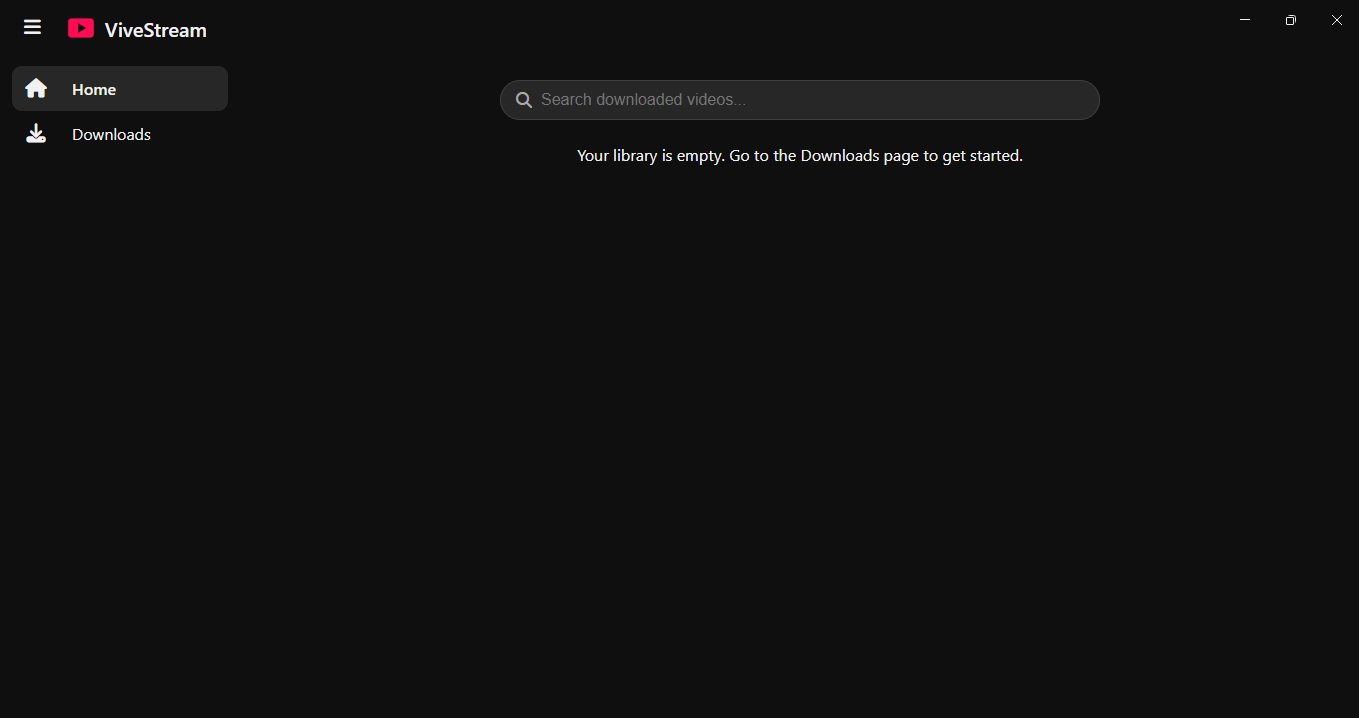 ViveStream
Home
Downloads
Search downloaded videos...
Your library is empty. Go to the Downloads page to get started.